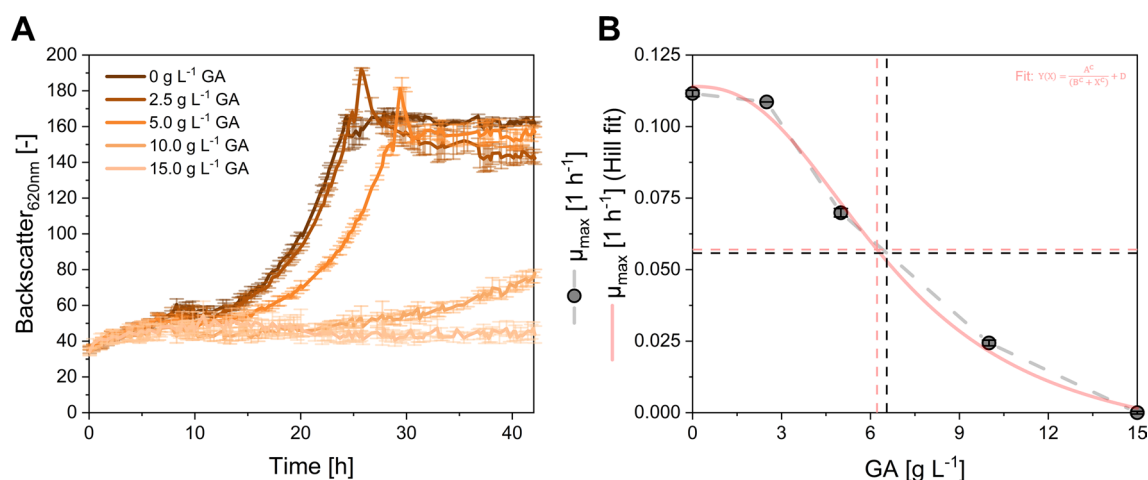 A
Backscatter620nm [-]
200
180
160
140
120
100
80
60
40
20
0
0 g L⁻¹ GA
2.5 g L⁻¹ GA
5.0 g L⁻¹ GA
10.0 g L⁻¹ GA
15.0 g L⁻¹ GA
0 10 20 30 40
Time [h]
B
μmax [1 h⁻¹]
μmax [1 h⁻¹] (Hill fit)
0.125
0.100
0.075
0.050
0.025
0.000
Fit: Y(X) = A^C / (B^C + X^C) + D
0 3 6 9 12 15
GA [g L⁻¹]